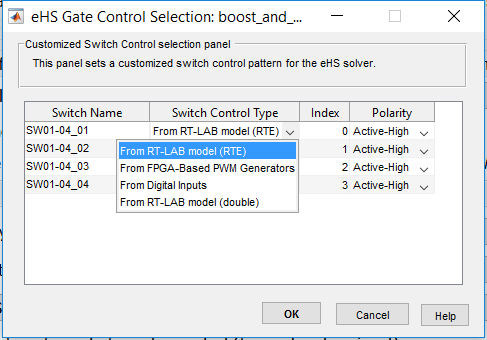 eHS Gate Control Selection: boost_and_...
Customized Switch Control selection panel
This panel sets a customized switch control pattern for the eHS solver.
Switch Name Switch Control Type Index Polarity
SW01-04_01 From RT-LAB model (RTE) 0 Active-High
SW01-04_02 From RT-LAB model (RTE) 1 Active-High
SW01-04_03 From FPGA-Based PWM Generators 2 Active-High
SW01-04_04 From Digital Inputs 3 Active-High
From RT-LAB model (double)
OK Cancel Help